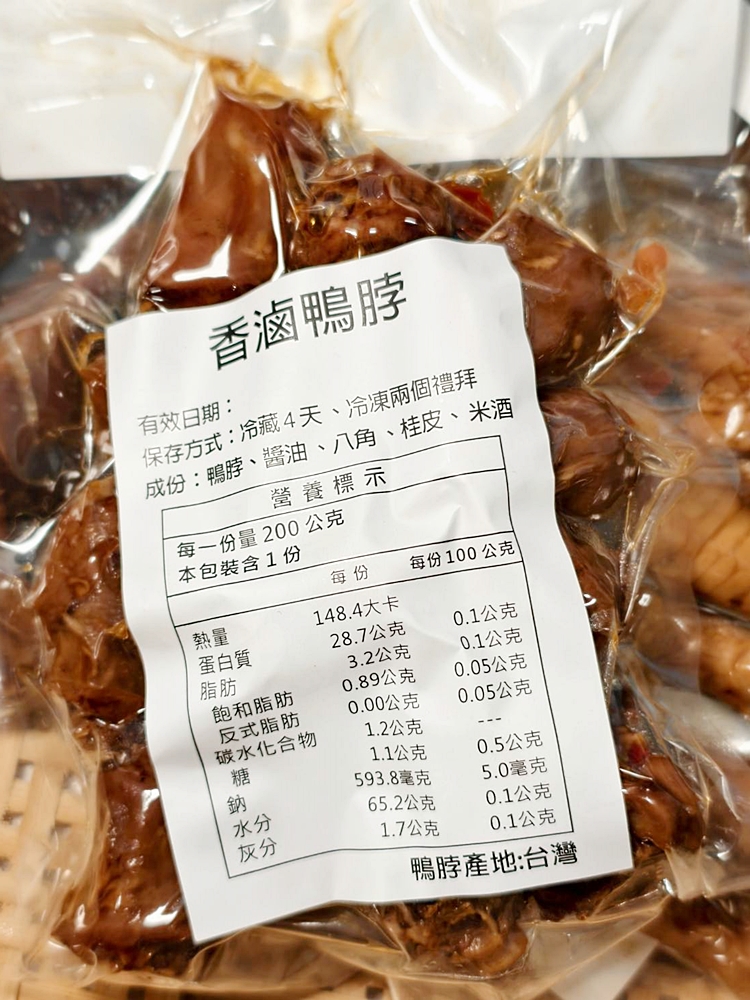 香滷鴨脖
有效日期：
保存方式：冷藏4天、冷凍兩個禮拜
成份：鴨脖、醬油、八角、桂皮、米酒
營養標示
每一份量 200 公克
本包裝含 1 份
每份 每份100 公克
熱量 148.4大卡 0.1公克
蛋白質 28.7公克 0.1公克
脂肪 3.2公克 0.05公克
飽和脂肪 0.89公克 0.05公克
反式脂肪 0.00公克 ---
碳水化合物 1.2公克 0.5公克
糖 1.1公克 5.0毫克
鈉 593.8毫克 0.1公克
水分 65.2公克 0.1公克
灰分 1.7公克
鴨脖產地:台灣